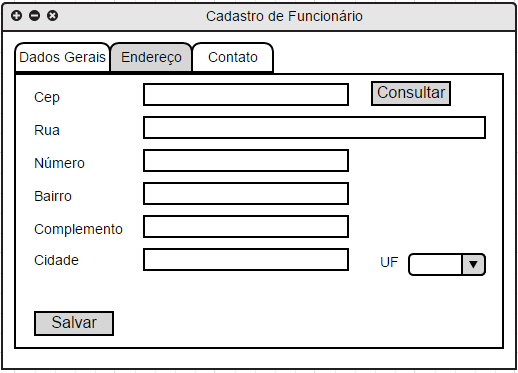 Cadastro de Funcionário
Dados Gerais Endereço Contato
Cep Consultar
Rua
Número
Bairro
Complemento
Cidade UF
Salvar